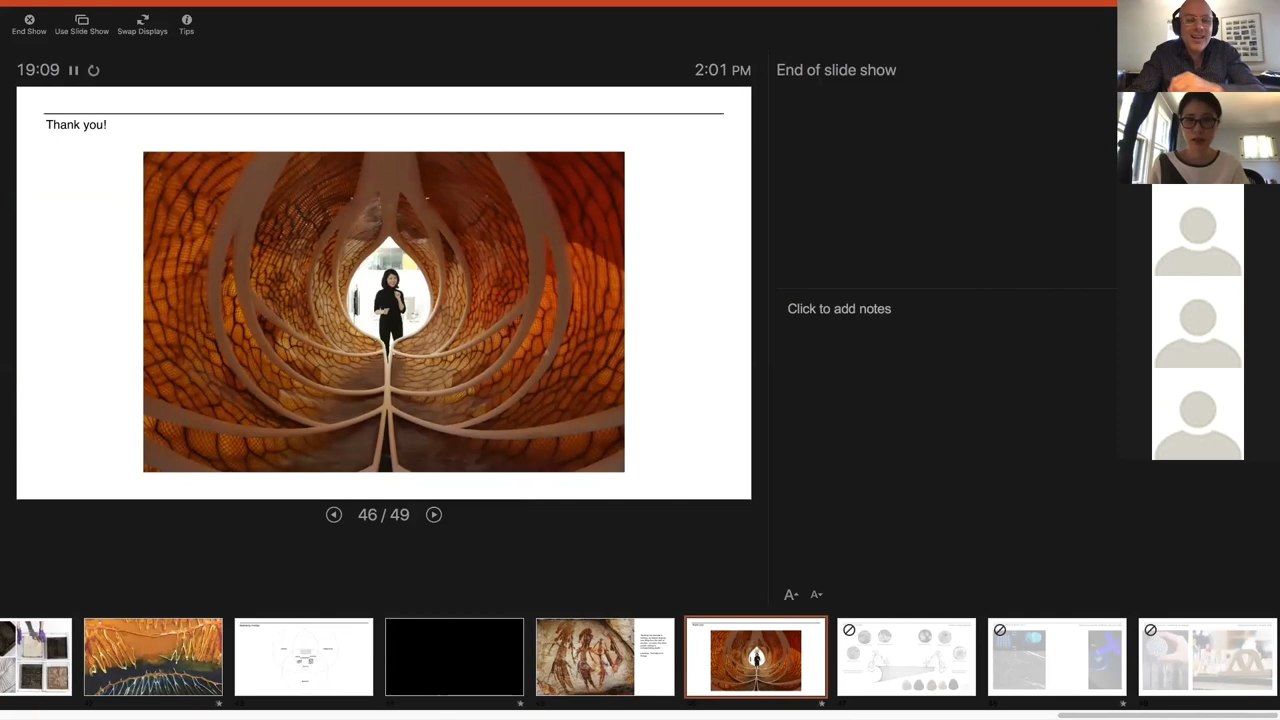 End Show
Use Slide Show
Swap Displays
Tips
19:09
2:01 PM
End of slide show
Thank you!
Click to add notes
46 / 49
A
A